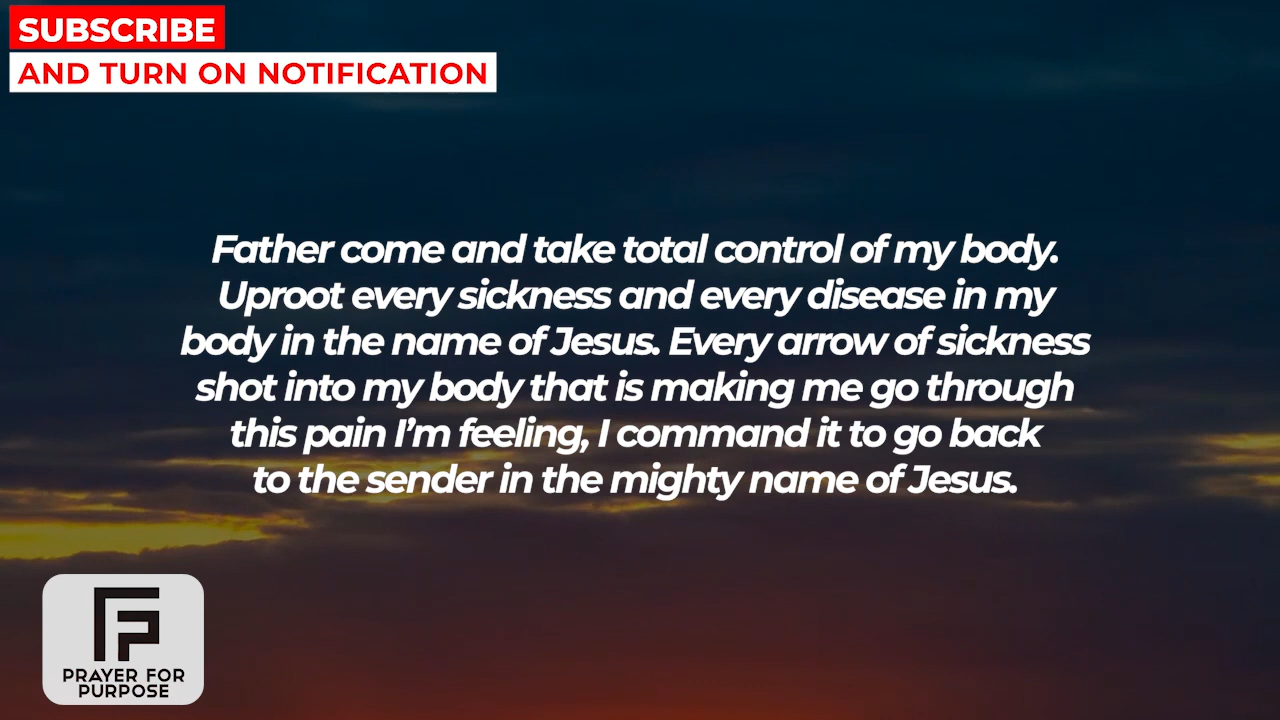 SUBSCRIBE
AND TURN ON NOTIFICATION
Father come and take total control of my body.
Uproot every sickness and every disease in my
body in the name of Jesus. Every arrow of sickness
shot into my body that is making me go through
this pain I’m feeling, I command it to go back
to the sender in the mighty name of Jesus.
PRAYER FOR
PURPOSE